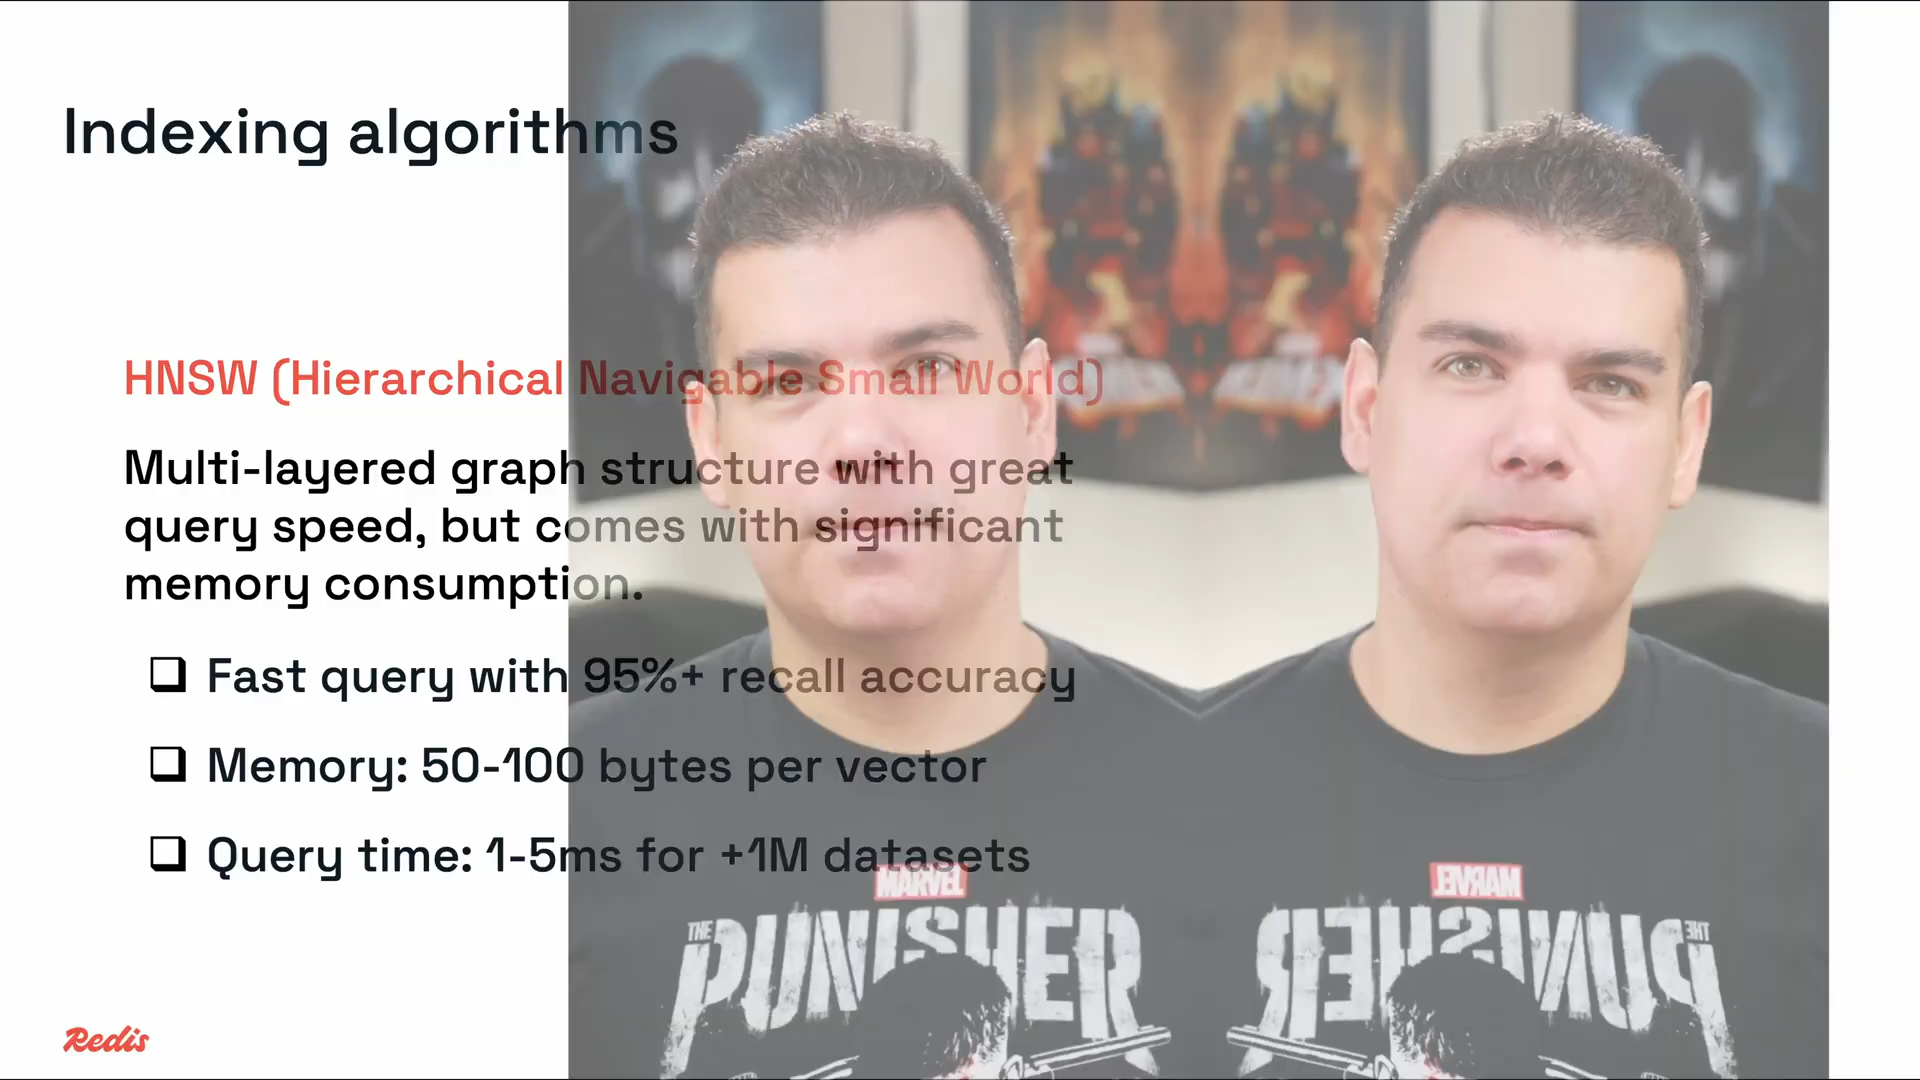 Indexing algorithms
HNSW (Hierarchical Navigable Small World)
Multi-layered graph structure with great
query speed, but comes with significant
memory consumption.
❑ Fast query with 95%+ recall accuracy
❑ Memory: 50-100 bytes per vector
❑ Query time: 1-5ms for +1M datasets
MARVEL
THE
PUNISHER
MARVEL
THE
PUNISHER
Redis